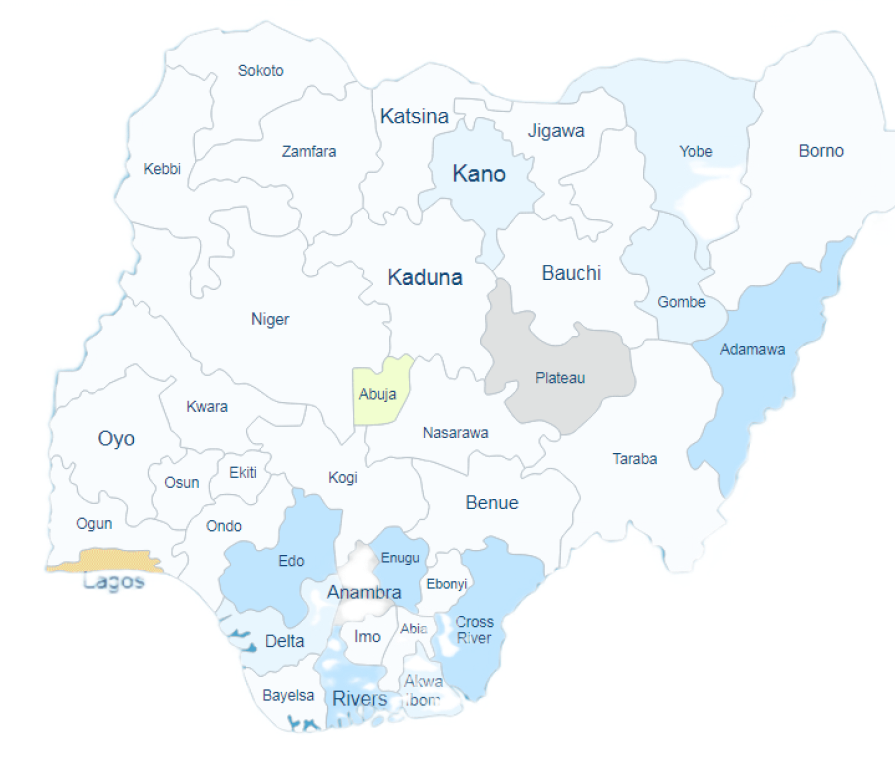 Sokoto
Katsina
Jigawa
Zamfara
Kebbi
Kano
Yobe
Borno
Kaduna
Bauchi
Gombe
Niger
Adamawa
Plateau
Abuja
Kwara
Nasarawa
Oyo
Taraba
Osun
Ekiti
Kogi
Benue
Ogun
Ondo
Edo
Enugu
Lagos
Anambra
Ebonyi
Delta
Imo
Abia
Cross
River
Bayelsa
Rivers
Akwa
Ibom